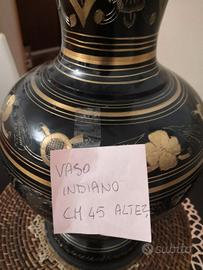 VASO
INDIANO
CM 45 ALTEZ
subito